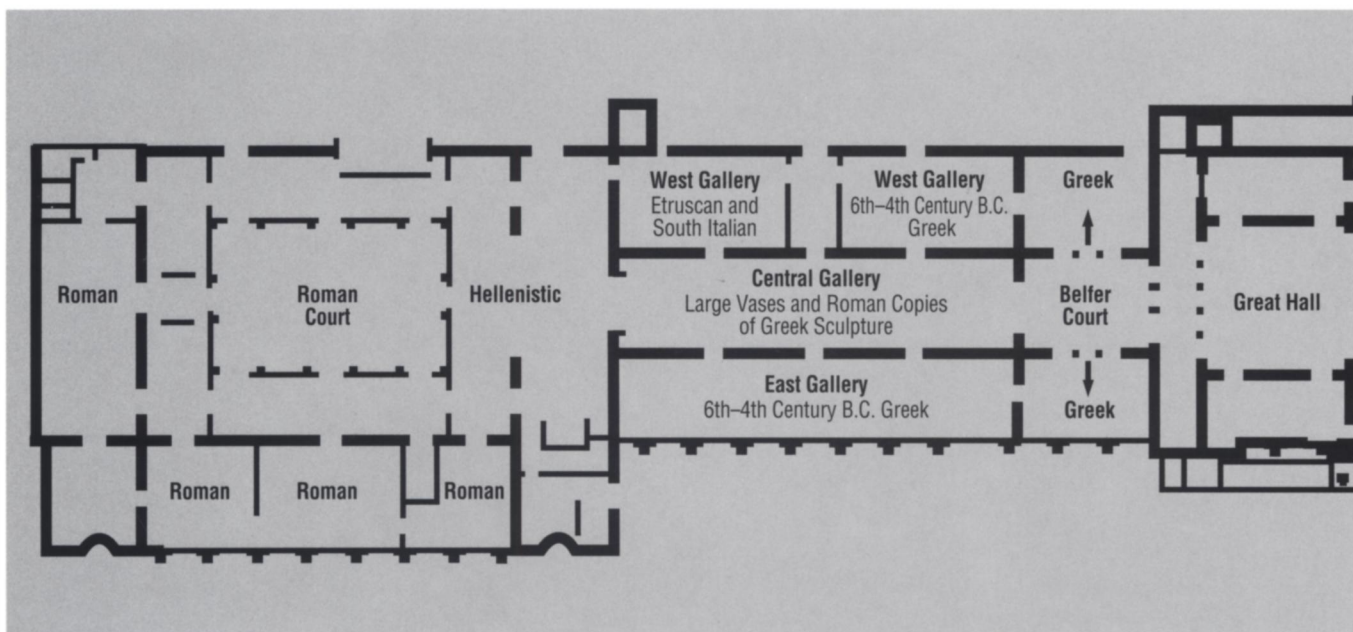 West Gallery
Etruscan and
South Italian
West Gallery
6th–4th Century B.C.
Greek
Greek
Roman
Roman
Court
Hellenistic
Central Gallery
Large Vases and Roman Copies
of Greek Sculpture
Belfer
Court
Great Hall
East Gallery
6th–4th Century B.C. Greek
Greek
Roman
Roman
Roman